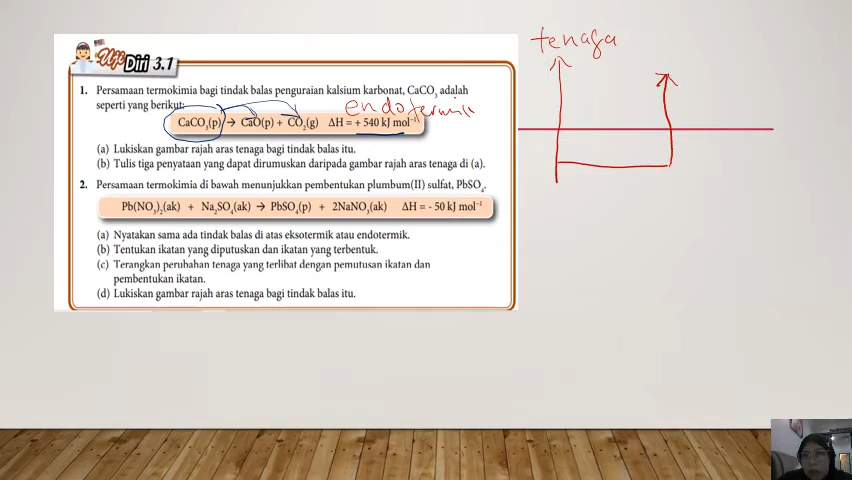 Uji Diri 3.1
1. Persamaan termokimia bagi tindak balas penguraian kalsium karbonat, CaCO₃ adalah
seperti yang berikut:
CaCO₃(p) → CaO(p) + CO₂(g) ΔH = + 540 kJ mol⁻¹
endotermik
(a) Lukiskan gambar rajah aras tenaga bagi tindak balas itu.
(b) Tulis tiga penyataan yang dapat dirumuskan daripada gambar rajah aras tenaga di (a).
2. Persamaan termokimia di bawah menunjukkan pembentukan plumbum(II) sulfat, PbSO₄.
Pb(NO₃)₂(ak) + Na₂SO₄(ak) → PbSO₄(p) + 2NaNO₃(ak) ΔH = - 50 kJ mol⁻¹
(a) Nyatakan sama ada tindak balas di atas eksotermik atau endotermik.
(b) Tentukan ikatan yang diputuskan dan ikatan yang terbentuk.
(c) Terangkan perubahan tenaga yang terlibat dengan pemutusan ikatan dan
pembentukan ikatan.
(d) Lukiskan gambar rajah aras tenaga bagi tindak balas itu.
tenaga